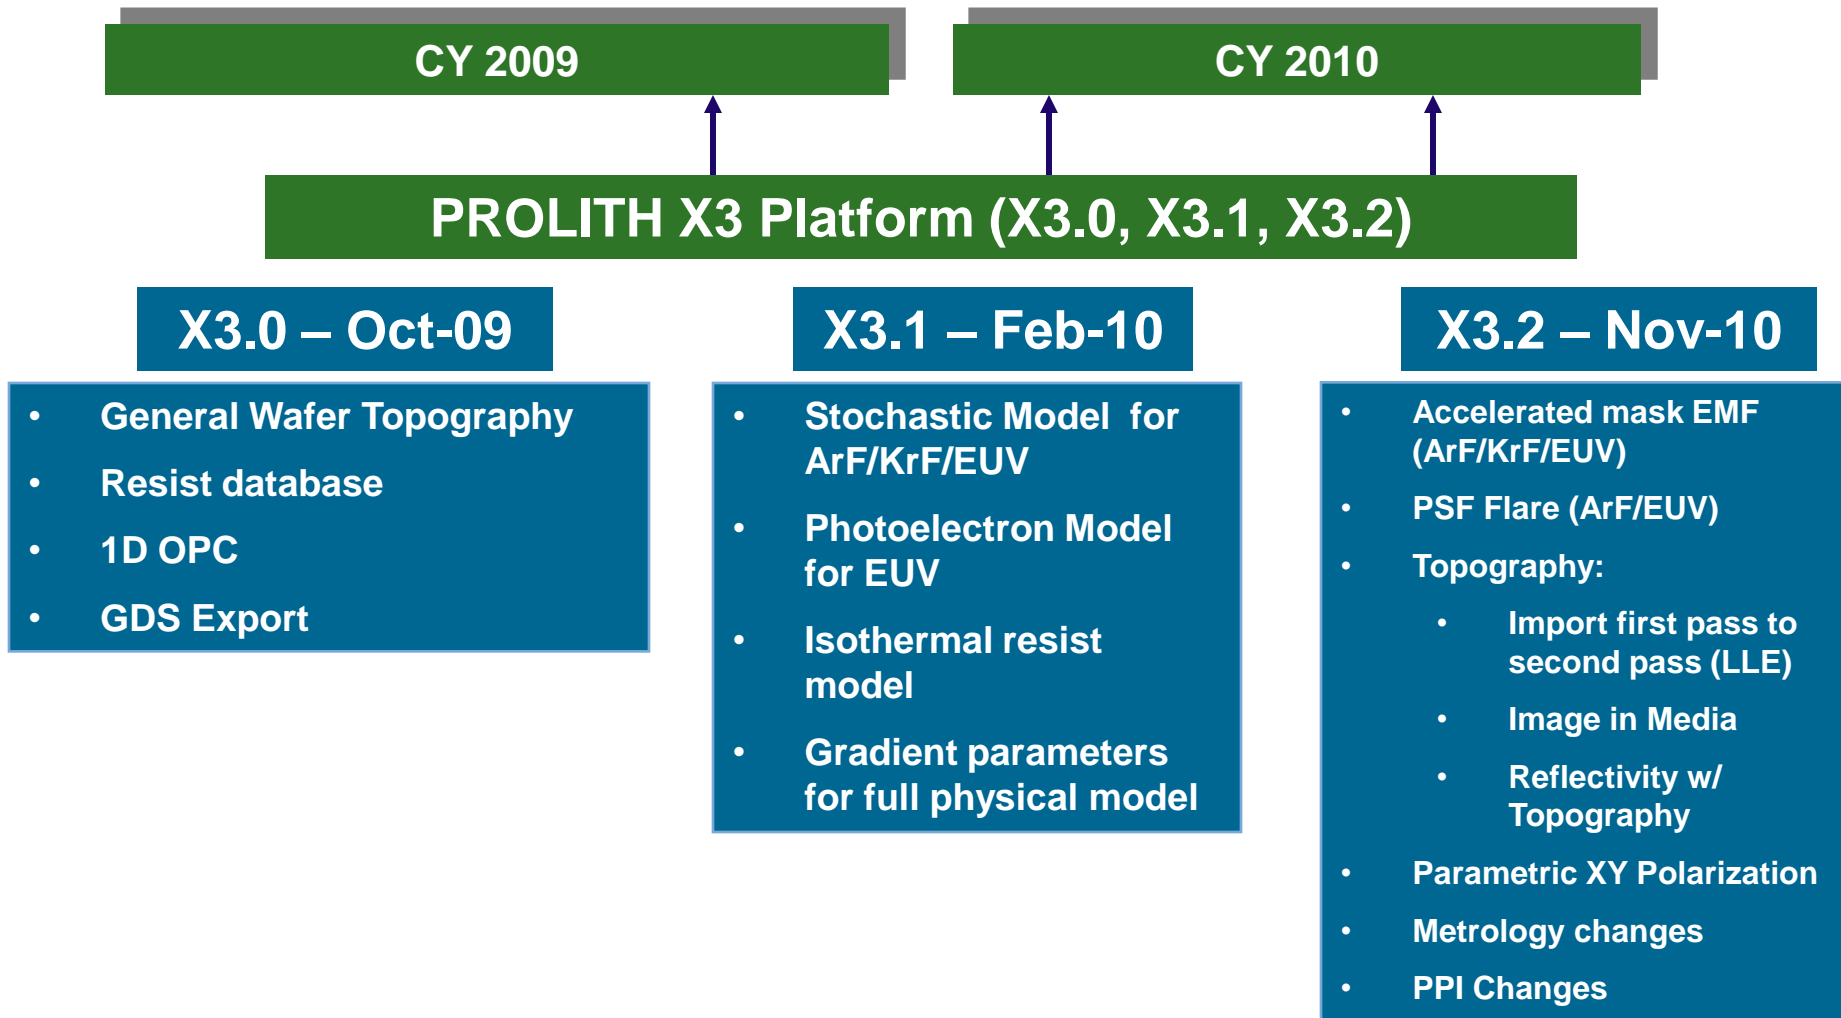 CY 2009
CY 2010
PROLITH X3 Platform (X3.0, X3.1, X3.2)
X3.0 – Oct-09
• General Wafer Topography
• Resist database
• 1D OPC
• GDS Export
X3.1 – Feb-10
• Stochastic Model for
ArF/KrF/EUV
• Photoelectron Model
for EUV
• Isothermal resist
model
• Gradient parameters
for full physical model
X3.2 – Nov-10
• Accelerated mask EMF
(ArF/KrF/EUV)
• PSF Flare (ArF/EUV)
• Topography:
• Import first pass to
second pass (LLE)
• Image in Media
• Reflectivity w/
Topography
• Parametric XY Polarization
• Metrology changes
• PPI Changes